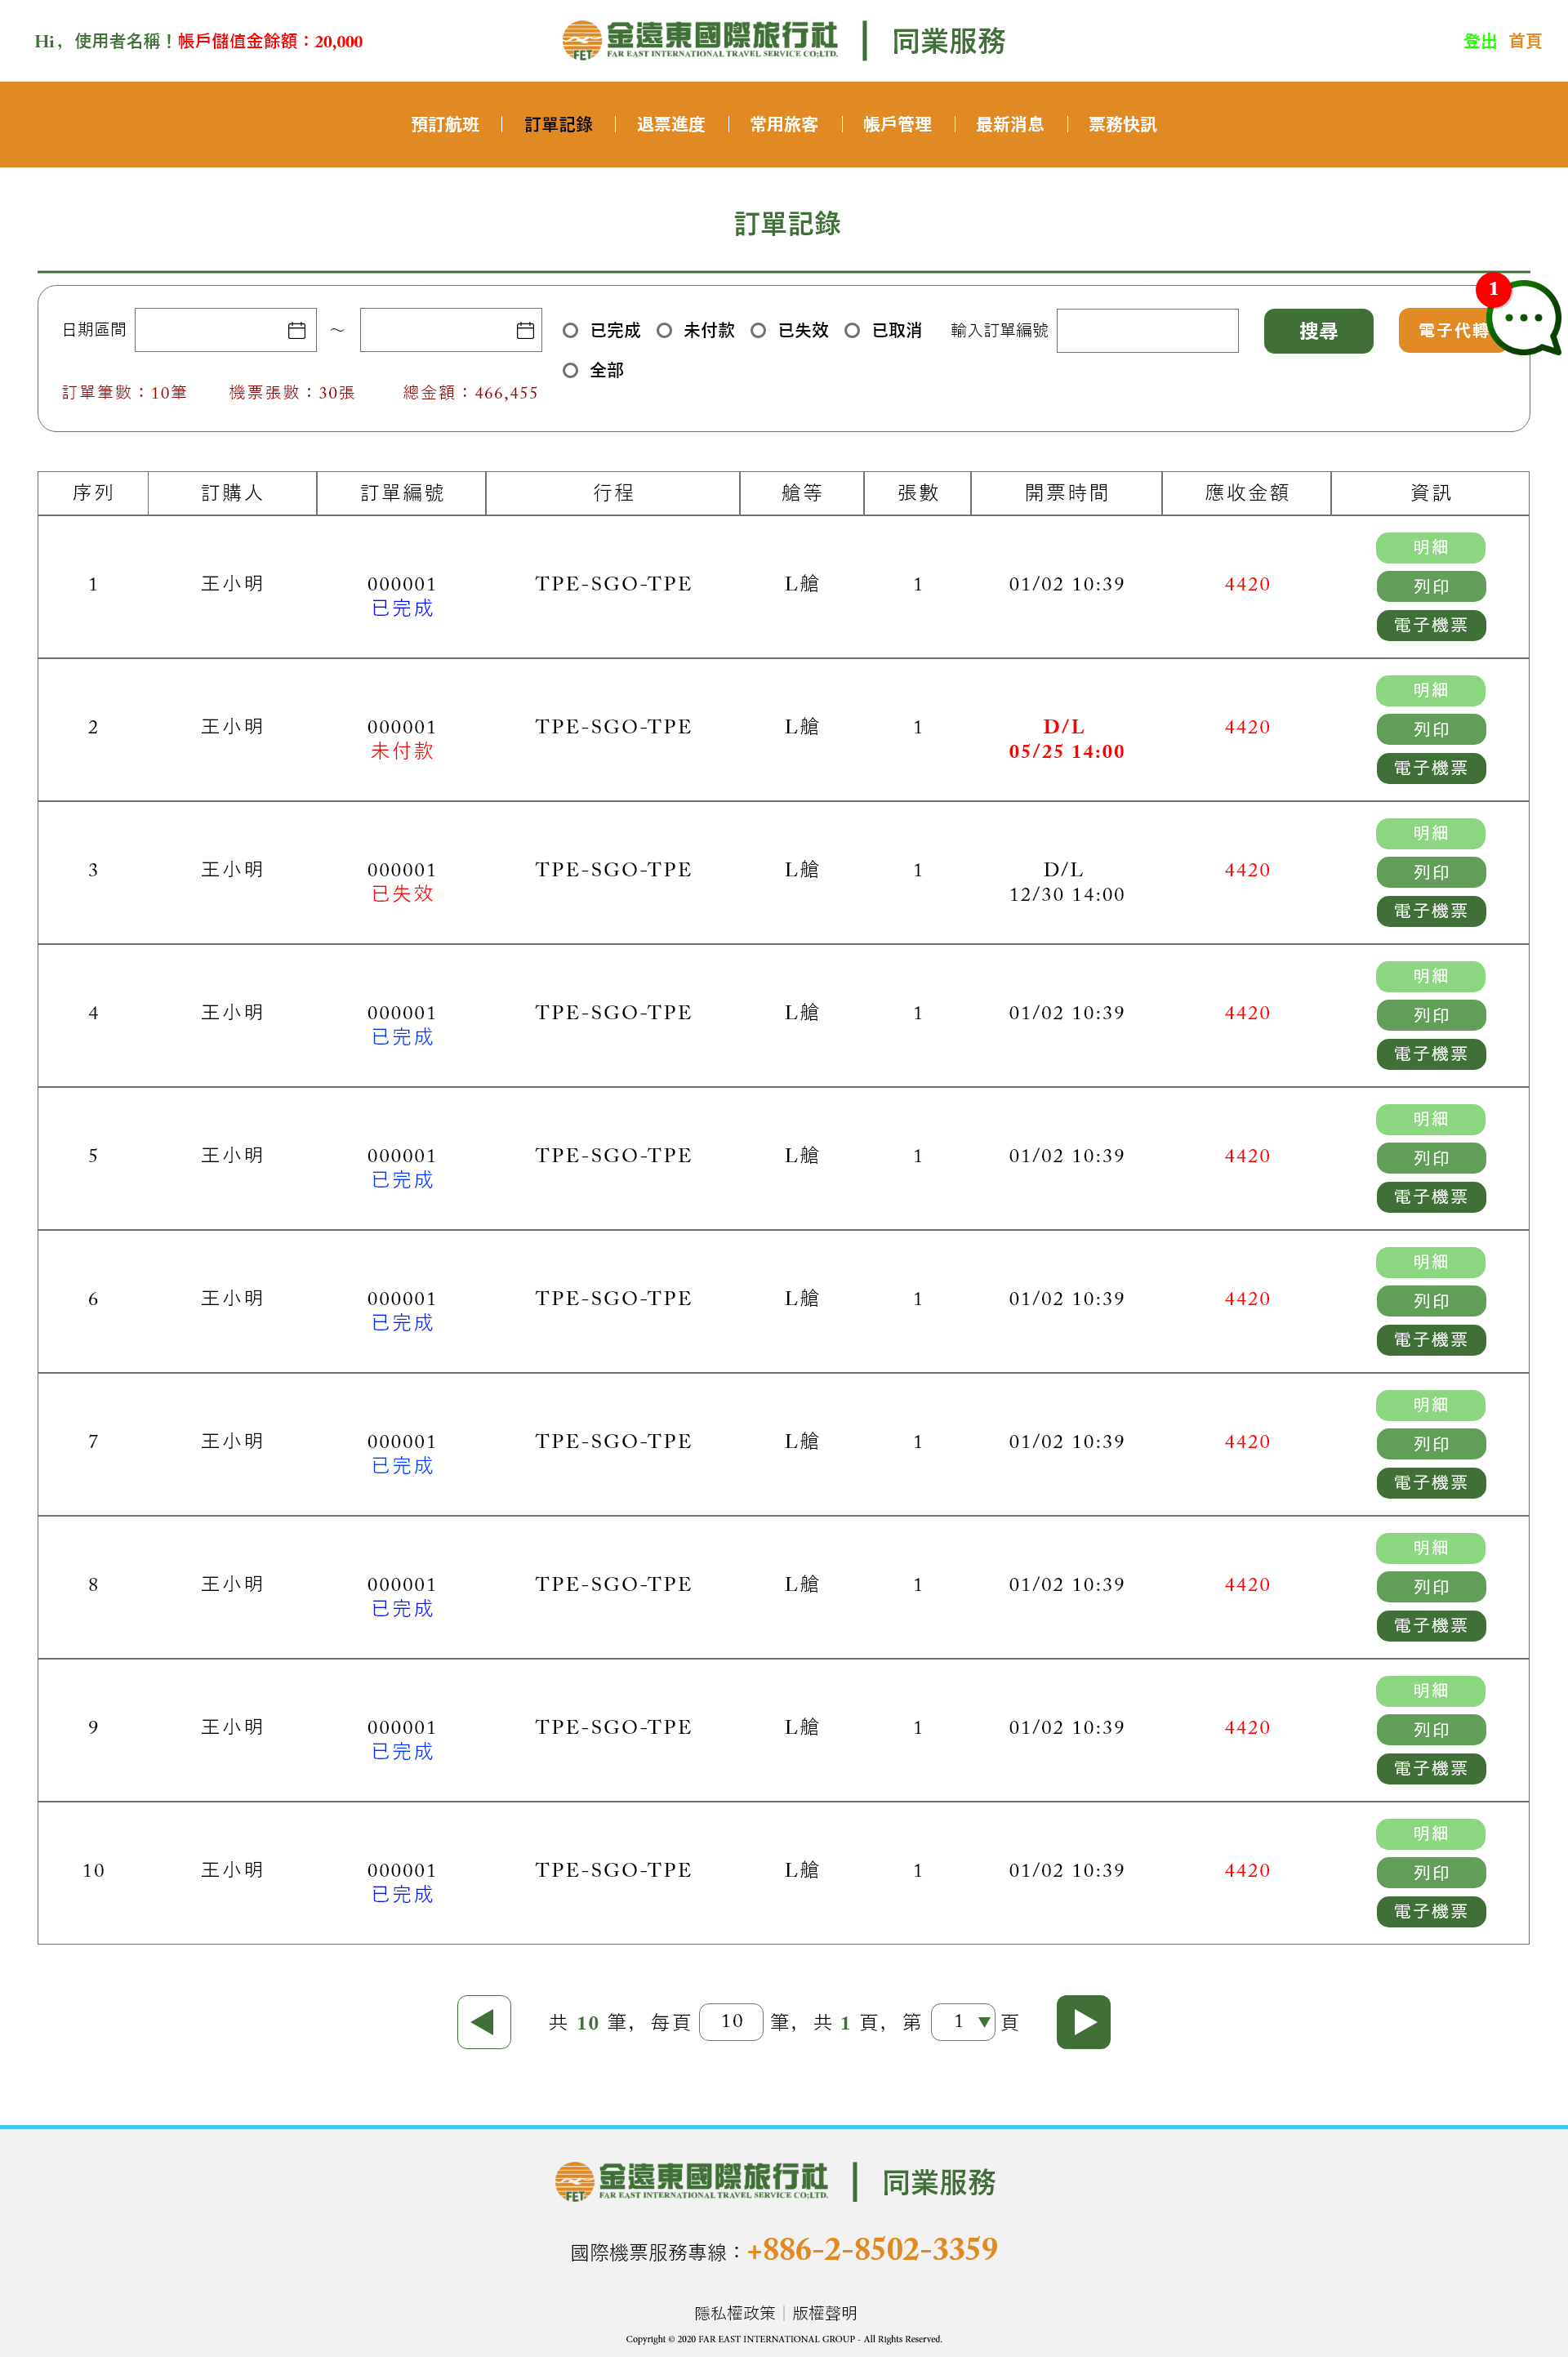 Hi，使用者名稱！帳戶儲值金餘額：20,000
FET 金遠東國際旅行社 | 同業服務
FAR EAST INTERNATIONAL TRAVEL SERVICE CO;LTD.
登出 首頁
預訂航班 | 訂單記錄 | 退票進度 | 常用旅客 | 帳戶管理 | 最新消息 | 票務快訊
訂單記錄
1
日期區間 ～ 已完成 未付款 已失效 已取消 輸入訂單編號 搜尋 電子代轉
全部
訂單筆數：10筆 機票張數：30張 總金額：466,455
序列 訂購人 訂單編號 行程 艙等 張數 開票時間 應收金額 資訊
明細
1 王小明 000001 TPE-SGO-TPE L艙 1 01/02 10:39 4420 列印
已完成 電子機票
明細
2 王小明 000001 TPE-SGO-TPE L艙 1 D/L 4420 列印
未付款 05/25 14:00 電子機票
明細
3 王小明 000001 TPE-SGO-TPE L艙 1 D/L 4420 列印
已失效 12/30 14:00 電子機票
明細
4 王小明 000001 TPE-SGO-TPE L艙 1 01/02 10:39 4420 列印
已完成 電子機票
明細
5 王小明 000001 TPE-SGO-TPE L艙 1 01/02 10:39 4420 列印
已完成 電子機票
明細
6 王小明 000001 TPE-SGO-TPE L艙 1 01/02 10:39 4420 列印
已完成 電子機票
明細
7 王小明 000001 TPE-SGO-TPE L艙 1 01/02 10:39 4420 列印
已完成 電子機票
明細
8 王小明 000001 TPE-SGO-TPE L艙 1 01/02 10:39 4420 列印
已完成 電子機票
明細
9 王小明 000001 TPE-SGO-TPE L艙 1 01/02 10:39 4420 列印
已完成 電子機票
明細
10 王小明 000001 TPE-SGO-TPE L艙 1 01/02 10:39 4420 列印
已完成 電子機票
共 10 筆，每頁 10 筆，共 1 頁，第 1 頁
FET 金遠東國際旅行社 | 同業服務
FAR EAST INTERNATIONAL TRAVEL SERVICE CO;LTD.
國際機票服務專線：+886-2-8502-3359
隱私權政策｜版權聲明
Copyright © 2020 FAR EAST INTERNATIONAL GROUP - All Rights Reserved.